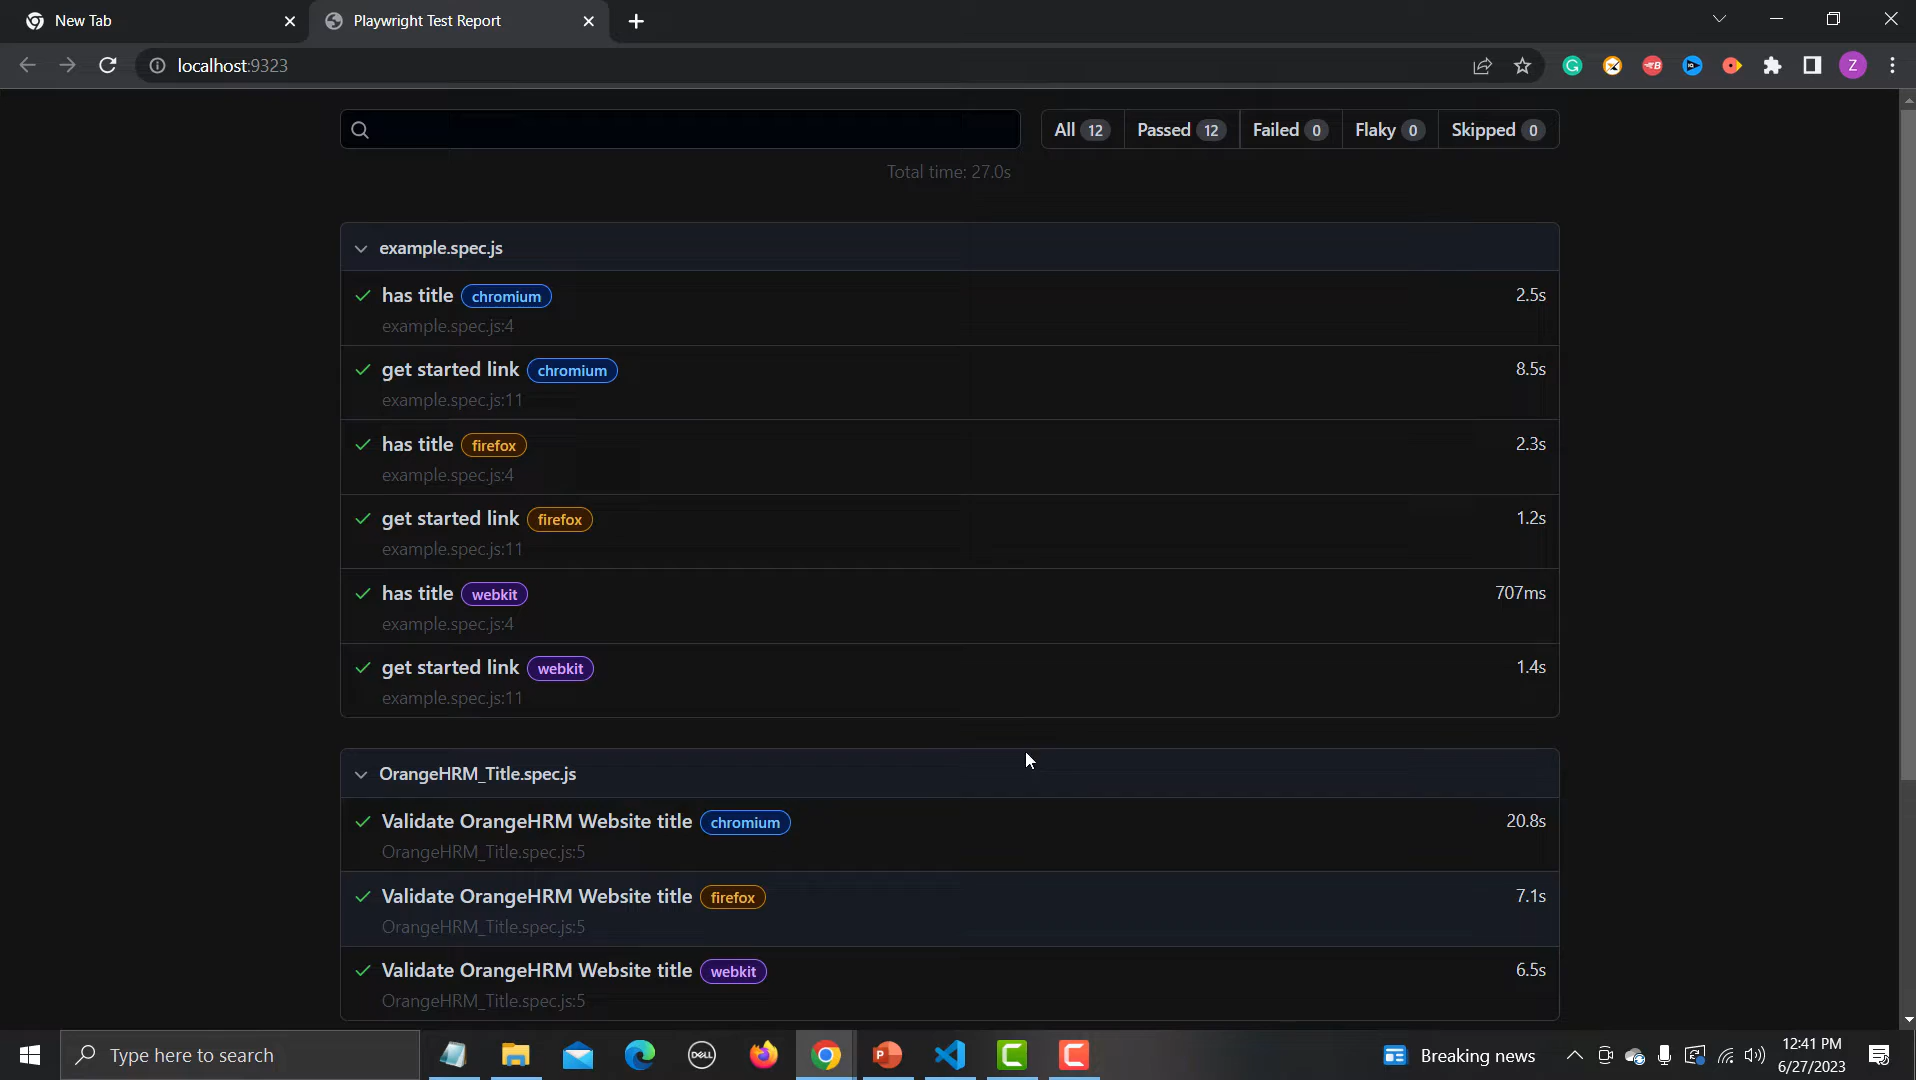 New Tab
Playwright Test Report
localhost:9323
Z
All 12 Passed 12 Failed 0 Flaky 0 Skipped 0
Total time: 27.0s
example.spec.js
has title chromium 2.5s
example.spec.js:4
get started link chromium 8.5s
example.spec.js:11
has title firefox 2.3s
example.spec.js:4
get started link firefox 1.2s
example.spec.js:11
has title webkit 707ms
example.spec.js:4
get started link webkit 1.4s
example.spec.js:11
OrangeHRM_Title.spec.js
Validate OrangeHRM Website title chromium 20.8s
OrangeHRM_Title.spec.js:5
Validate OrangeHRM Website title firefox 7.1s
OrangeHRM_Title.spec.js:5
Validate OrangeHRM Website title webkit 6.5s
OrangeHRM_Title.spec.js:5
Type here to search
DELL
Breaking news
12:41 PM
6/27/2023